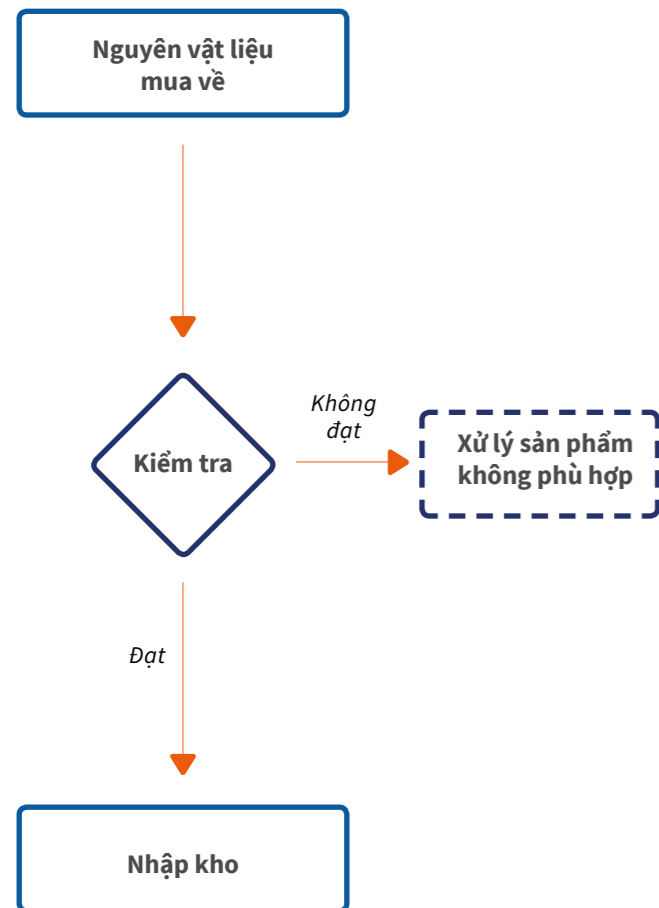 Nguyên vật liệu
mua về
Kiểm tra
Không
đạt
Xử lý sản phẩm
không phù hợp
Đạt
Nhập kho